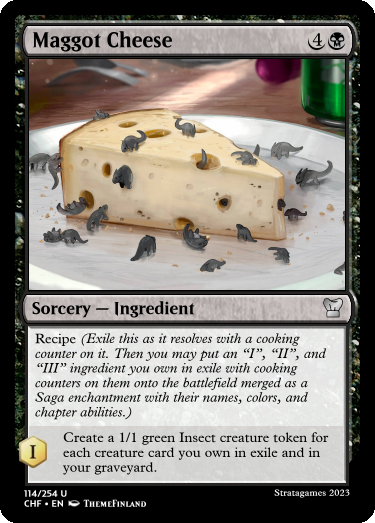 Maggot Cheese 4
Sorcery — Ingredient
Recipe (Exile this as it resolves with a cooking
counter on it. Then you may put an “I”, “II”, and
“III” ingredient you own in exile with cooking
counters on them onto the battlefield merged as a
Saga enchantment with their names, colors, and
chapter abilities.)
I Create a 1/1 green Insect creature token for
each creature card you own in exile and in
your graveyard.
114/254 U Stratagames 2023
CHF • EN ThemeFinland